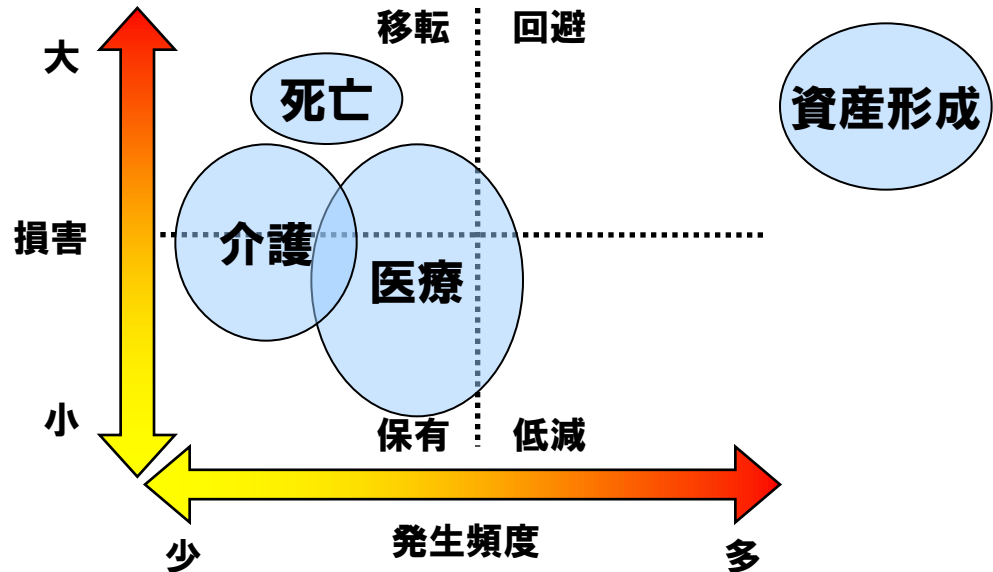 移転
回避
大
死亡
資産形成
損害
介護
医療
小
保有
低減
発生頻度
少
多